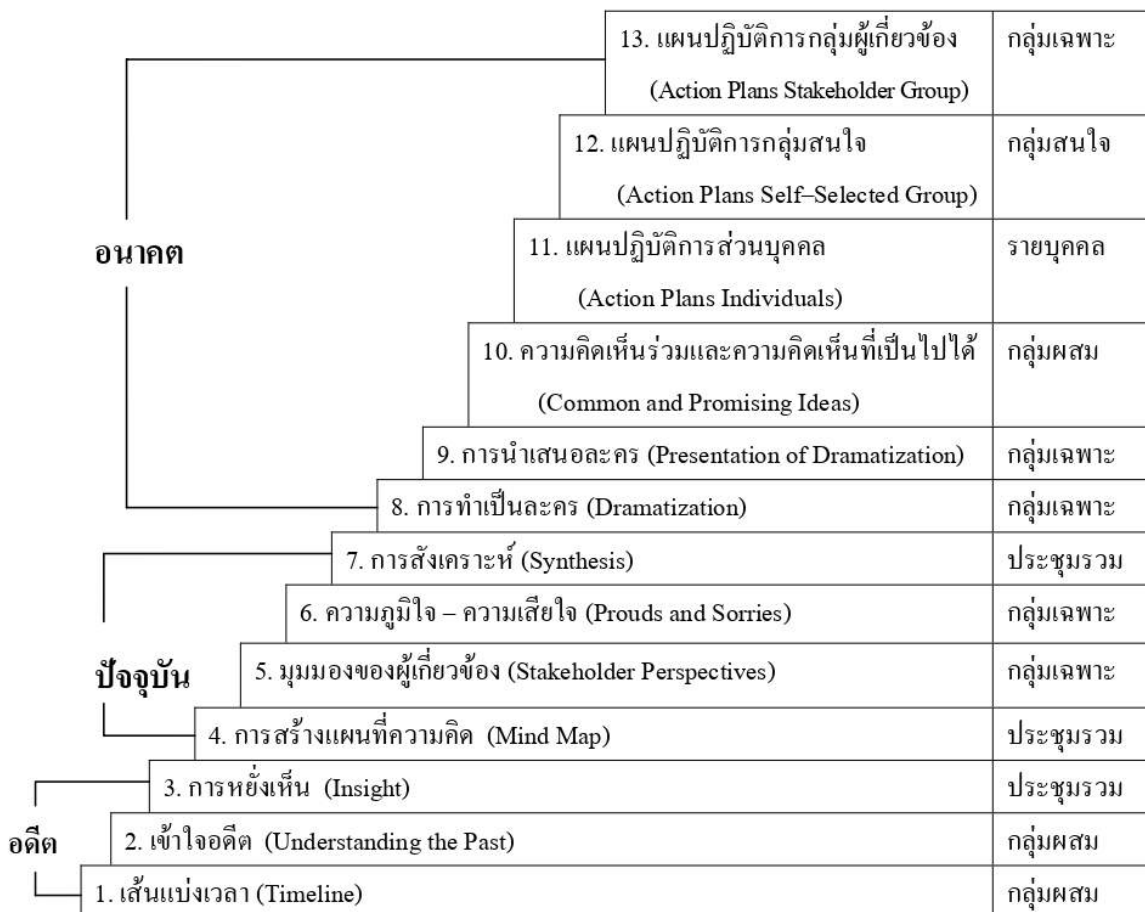 13. แผนปฏิบัติการกลุ่มผู้เกี่ยวข้อง กลุ่มเฉพาะ
(Action Plans Stakeholder Group)
12. แผนปฏิบัติการกลุ่มสนใจ กลุ่มสนใจ
(Action Plans Self–Selected Group)
อนาคต
11. แผนปฏิบัติการส่วนบุคคล รายบุคคล
(Action Plans Individuals)
10. ความคิดเห็นร่วมและความคิดเห็นที่เป็นไปได้ กลุ่มผสม
(Common and Promising Ideas)
9. การนำเสนอละคร (Presentation of Dramatization) กลุ่มเฉพาะ
8. การทำเป็นละคร (Dramatization) กลุ่มเฉพาะ
7. การสังเคราะห์ (Synthesis) ประชุมรวม
6. ความภูมิใจ – ความเสียใจ (Prouds and Sorries) กลุ่มเฉพาะ
ปัจจุบัน
5. มุมมองของผู้เกี่ยวข้อง (Stakeholder Perspectives) กลุ่มเฉพาะ
4. การสร้างแผนที่ความคิด (Mind Map) ประชุมรวม
3. การหยั่งเห็น (Insight) ประชุมรวม
อดีต
2. เข้าใจอดีต (Understanding the Past) กลุ่มผสม
1. เส้นแบ่งเวลา (Timeline) กลุ่มผสม